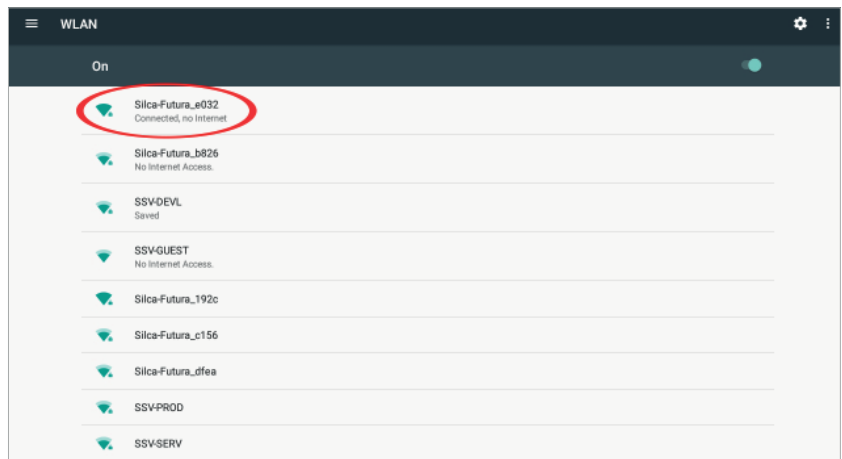 WLAN
On
Silca-Futura_e032
Connected, no Internet
Silca-Futura_b826
No Internet Access.
SSV-DEVL
Saved
SSV-GUEST
No Internet Access.
Silca-Futura_192c
Silca-Futura_c156
Silca-Futura_dfea
SSV-PROD
SSV-SERV